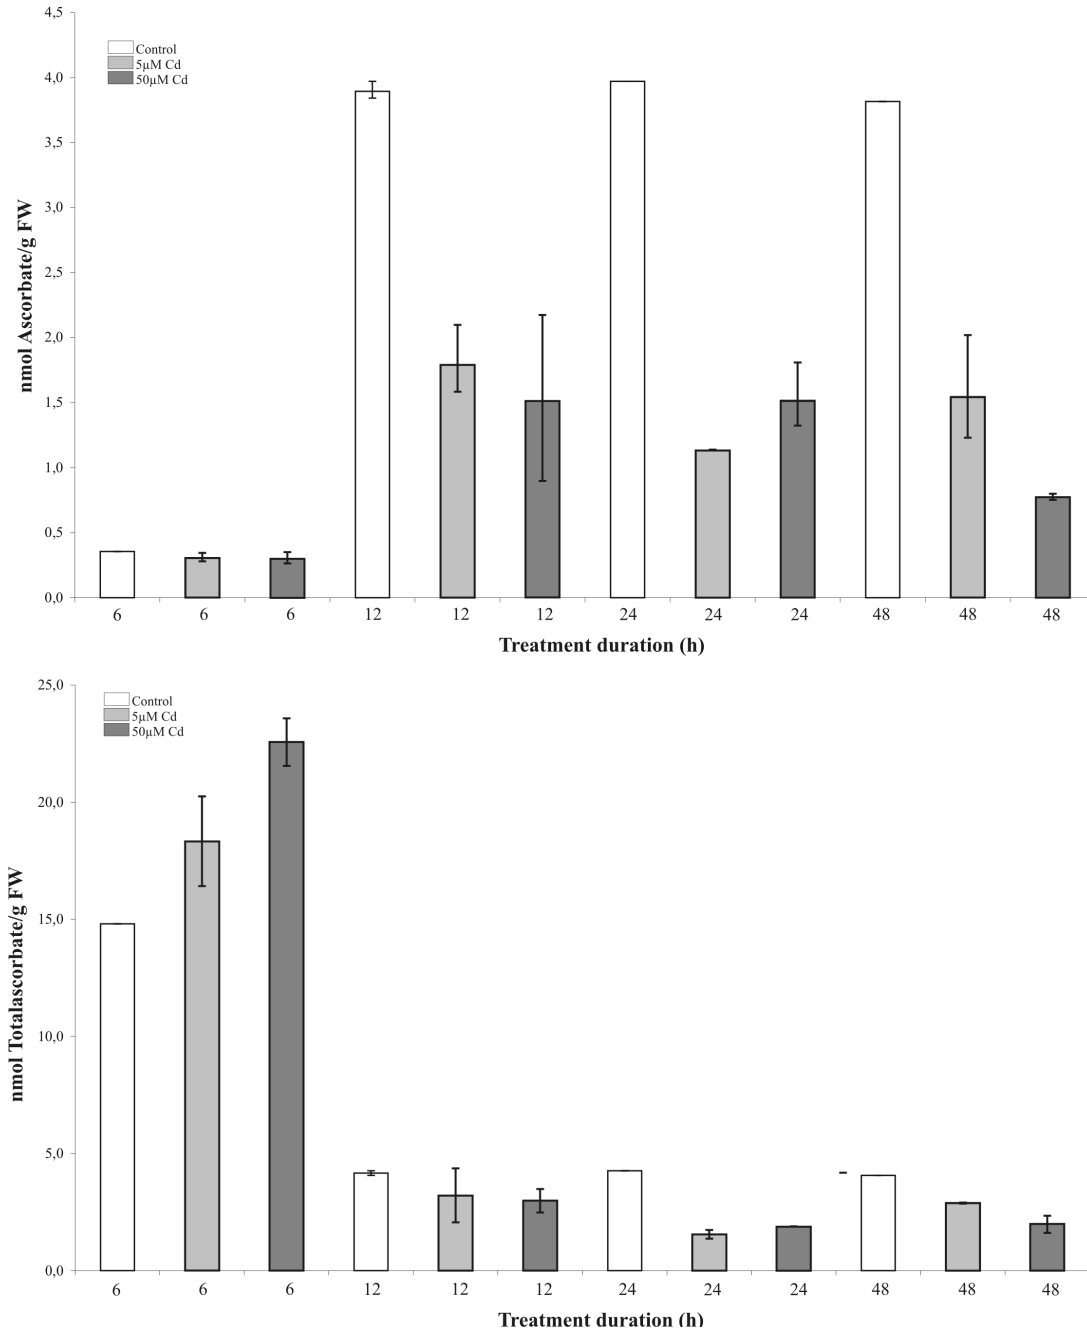 4,5
Control
5µM Cd
50µM Cd
4,0
3,5
3,0
2,5
2,0
1,5
1,0
0,5
0,0
nmol Ascorbate/g FW
6 6 6 12 12 12 24 24 24 48 48 48
Treatment duration (h)
25,0
Control
5µM Cd
50µM Cd
20,0
15,0
10,0
5,0
0,0
nmol Totalascorbate/g FW
6 6 6 12 12 12 24 24 24 48 48 48
Treatment duration (h)